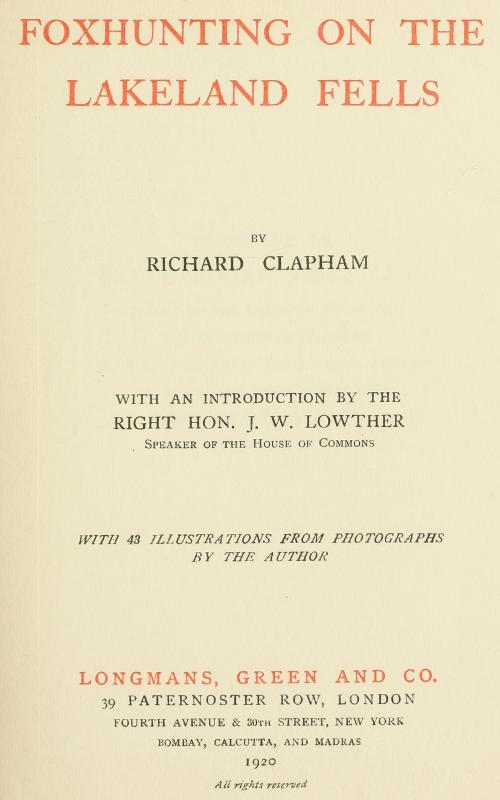 FOXHUNTING ON THE
LAKELAND FELLS
BY
RICHARD CLAPHAM
WITH AN INTRODUCTION BY THE
RIGHT HON. J. W. LOWTHER
SPEAKER OF THE HOUSE OF COMMONS
WITH 43 ILLUSTRATIONS FROM PHOTOGRAPHS
BY THE AUTHOR
LONGMANS, GREEN AND CO.
39 PATERNOSTER ROW, LONDON
FOURTH AVENUE & 30TH STREET, NEW YORK
BOMBAY, CALCUTTA, AND MADRAS
1920
All rights reserved